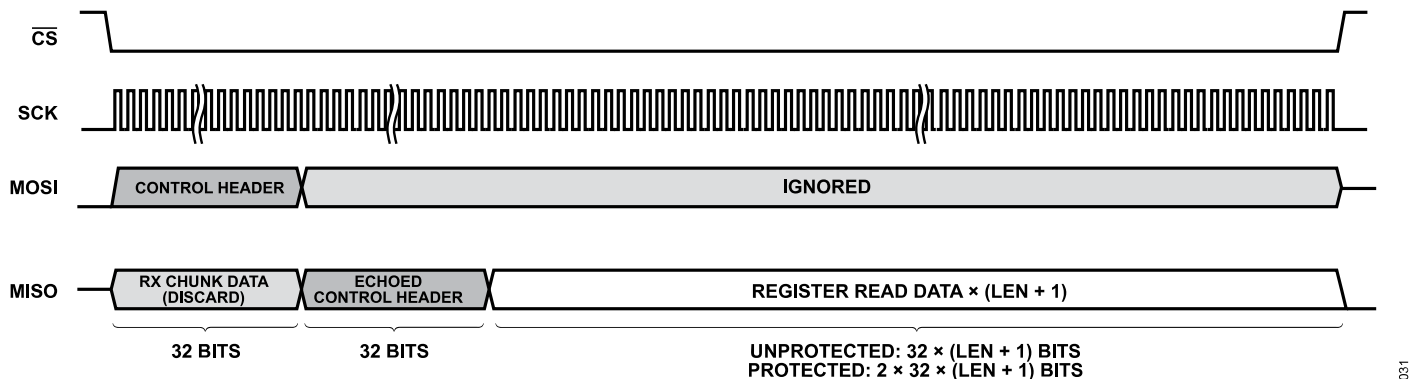 CS
SCK
MOSI
CONTROL HEADER
IGNORED
MISO
RX CHUNK DATA
(DISCARD)
ECHOED
CONTROL HEADER
REGISTER READ DATA × (LEN + 1)
32 BITS
32 BITS
UNPROTECTED: 32 × (LEN + 1) BITS
PROTECTED: 2 × 32 × (LEN + 1) BITS
031